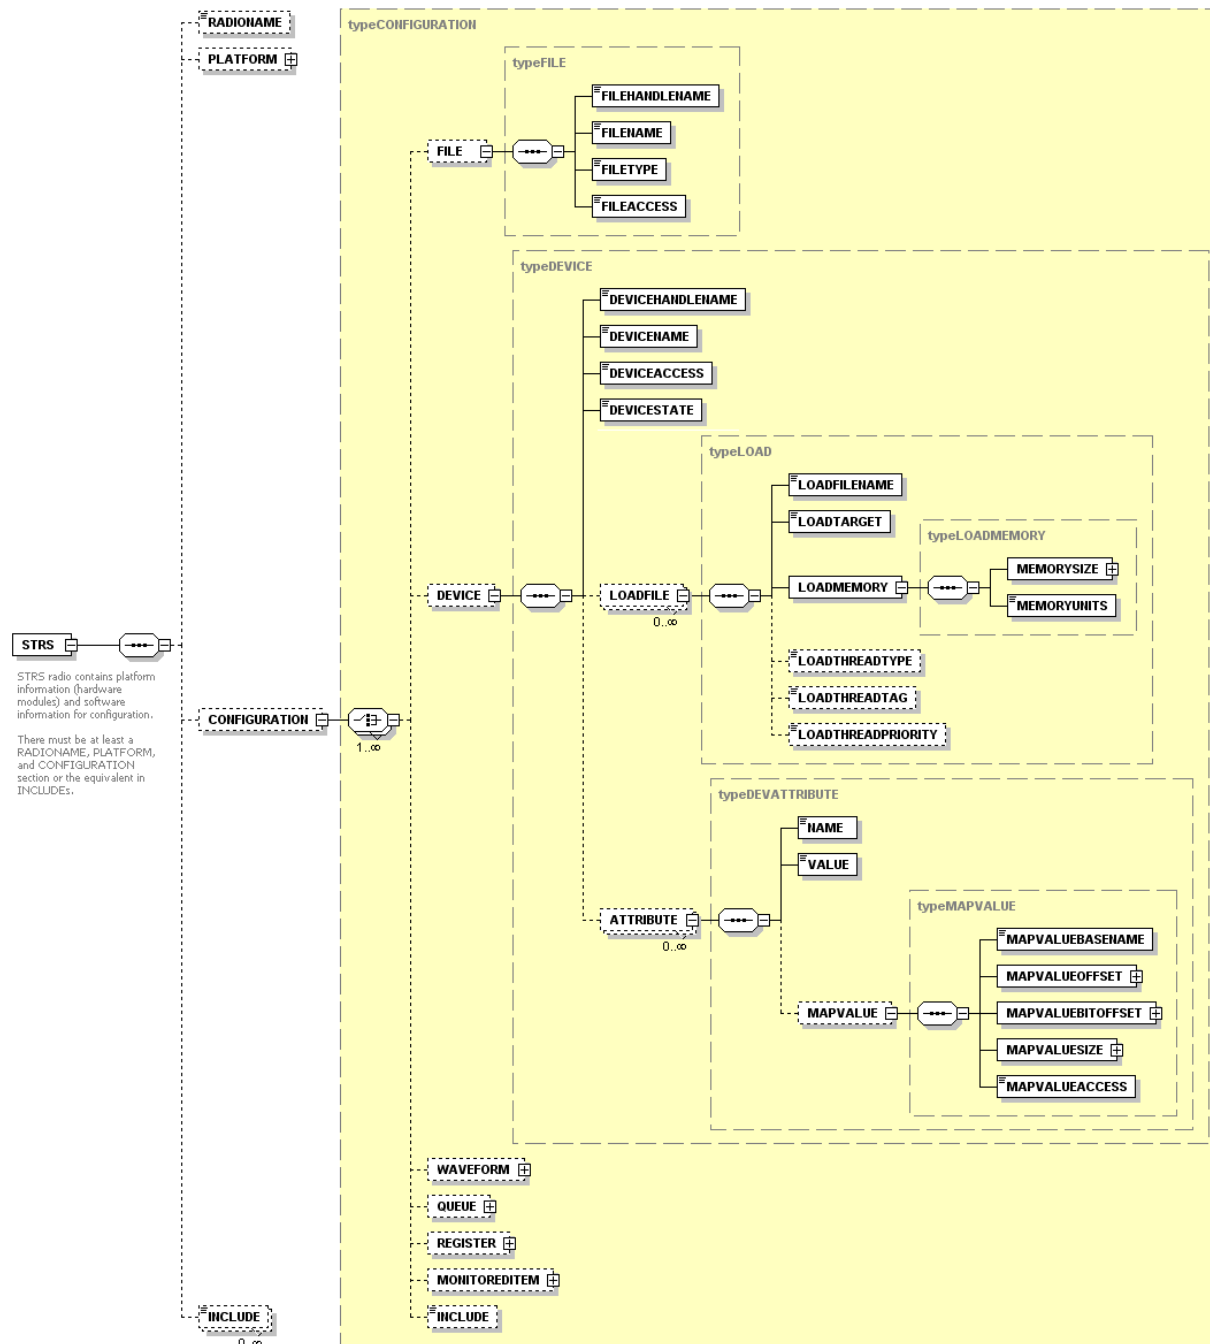 RADIONAME
PLATFORM
typeCONFIGURATION
typeFILE
FILEHANDLENAME
FILENAME
FILE
FILETYPE
FILEACCESS
typeDEVICE
DEVICEHANDLENAME
DEVICENAME
DEVICEACCESS
DEVICESTATE
typeLOAD
LOADFILENAME
LOADTARGET
typeLOADMEMORY
MEMORYSIZE
DEVICE
LOADFILE
0..∞
LOADMEMORY
MEMORYUNITS
LOADTHREADTYPE
LOADTHREADTAG
LOADTHREADPRIORITY
STRS
STRS radio contains platform
information (hardware
modules) and software
information for configuration.
There must be at least a
RADIONAME, PLATFORM,
and CONFIGURATION
section or the equivalent in
INCLUDEs.
CONFIGURATION
1..∞
typeDEVATTRIBUTE
NAME
VALUE
ATTRIBUTE
0..∞
typeMAPVALUE
MAPVALUEBASENAME
MAPVALUEOFFSET
MAPVALUE
MAPVALUEBITOFFSET
MAPVALUESIZE
MAPVALUEACCESS
WAVEFORM
QUEUE
REGISTER
MONITOREDITEM
INCLUDE
INCLUDE
0..∞